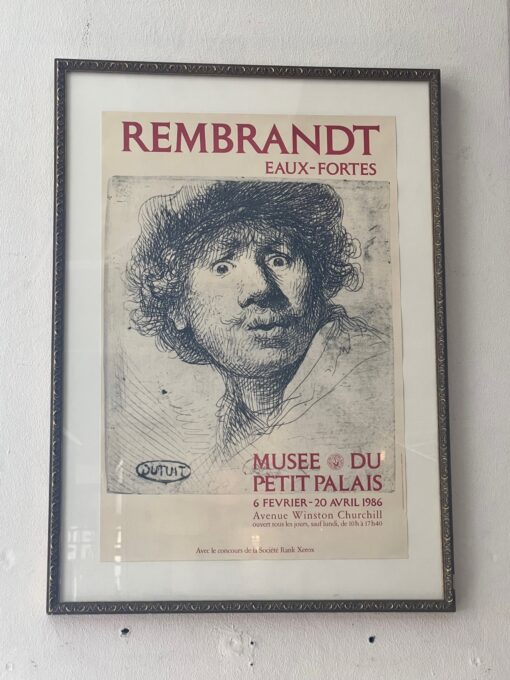 REMBRANDT
EAUX-FORTES
DUTUIT
MUSEE DU
PETIT PALAIS
6 FEVRIER-20 AVRIL 1986
Avenue Winston Churchill
ouvert tous les jours, sauf lundi, de 10h à 17h40
Avec le concours de la Société Rank Xerox